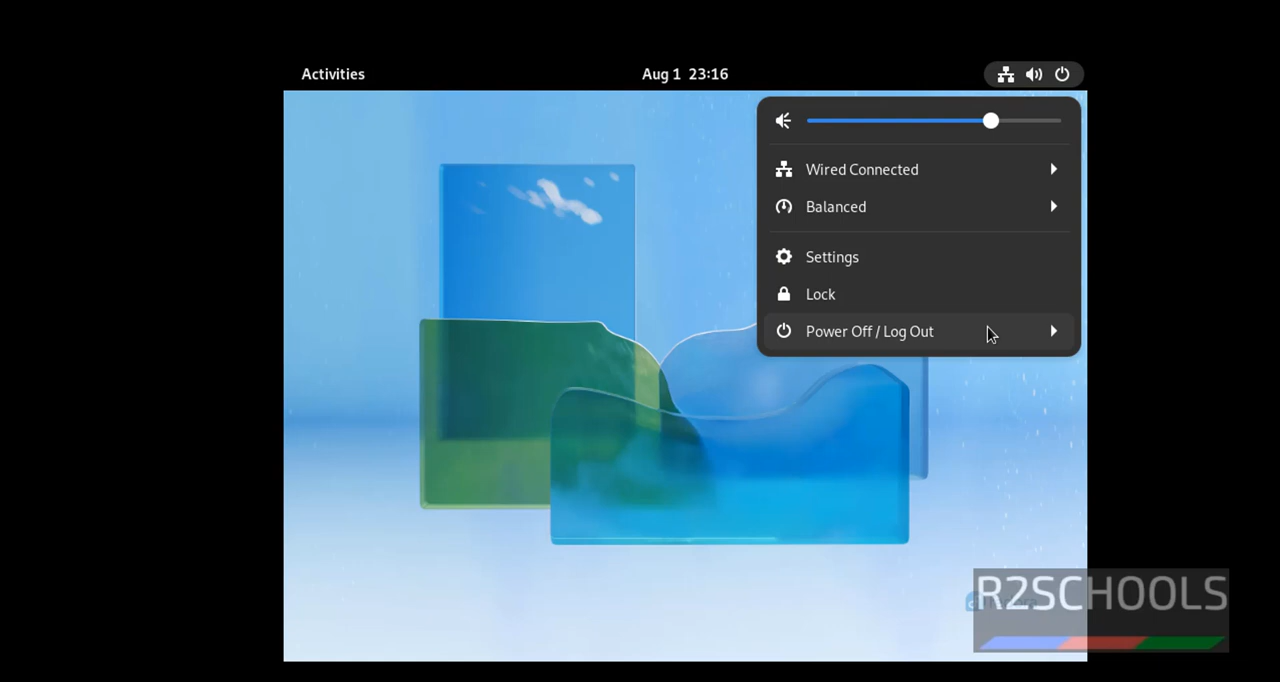 Activities
Aug 1 23:16
Wired Connected
Balanced
Settings
Lock
Power Off / Log Out
R2SCHOOLS